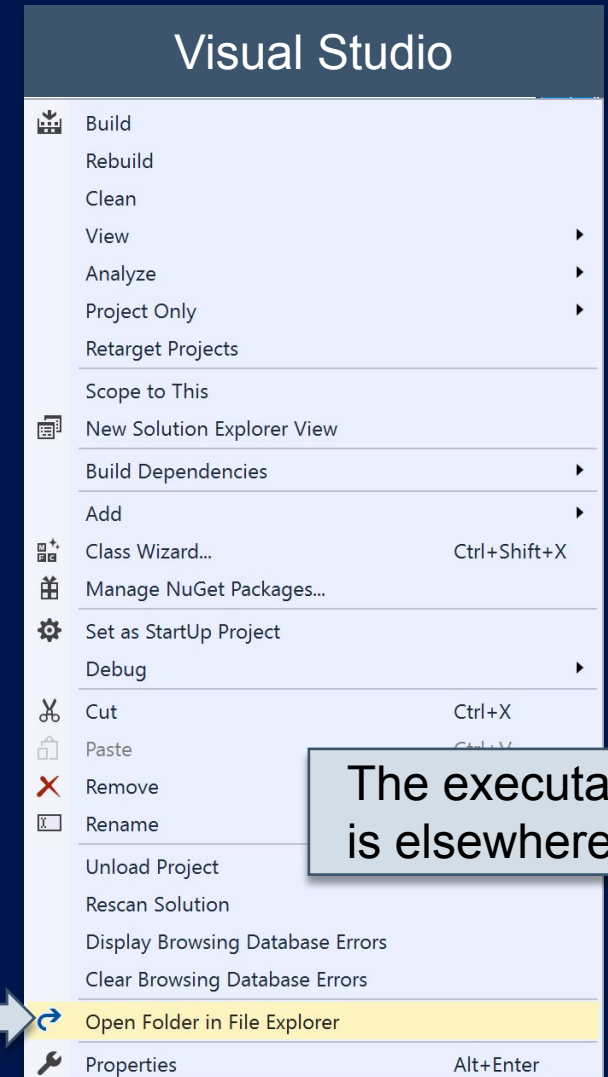 Visual Studio
Build
Rebuild
Clean
View
Analyze
Project Only
Retarget Projects
Scope to This
New Solution Explorer View
Build Dependencies
Add
Class Wizard... Ctrl+Shift+X
Manage NuGet Packages...
Set as StartUp Project
Debug
Cut Ctrl+X
Paste
Remove
Rename
The executa
is elsewhere
Unload Project
Rescan Solution
Display Browsing Database Errors
Clear Browsing Database Errors
Open Folder in File Explorer
Properties Alt+Enter